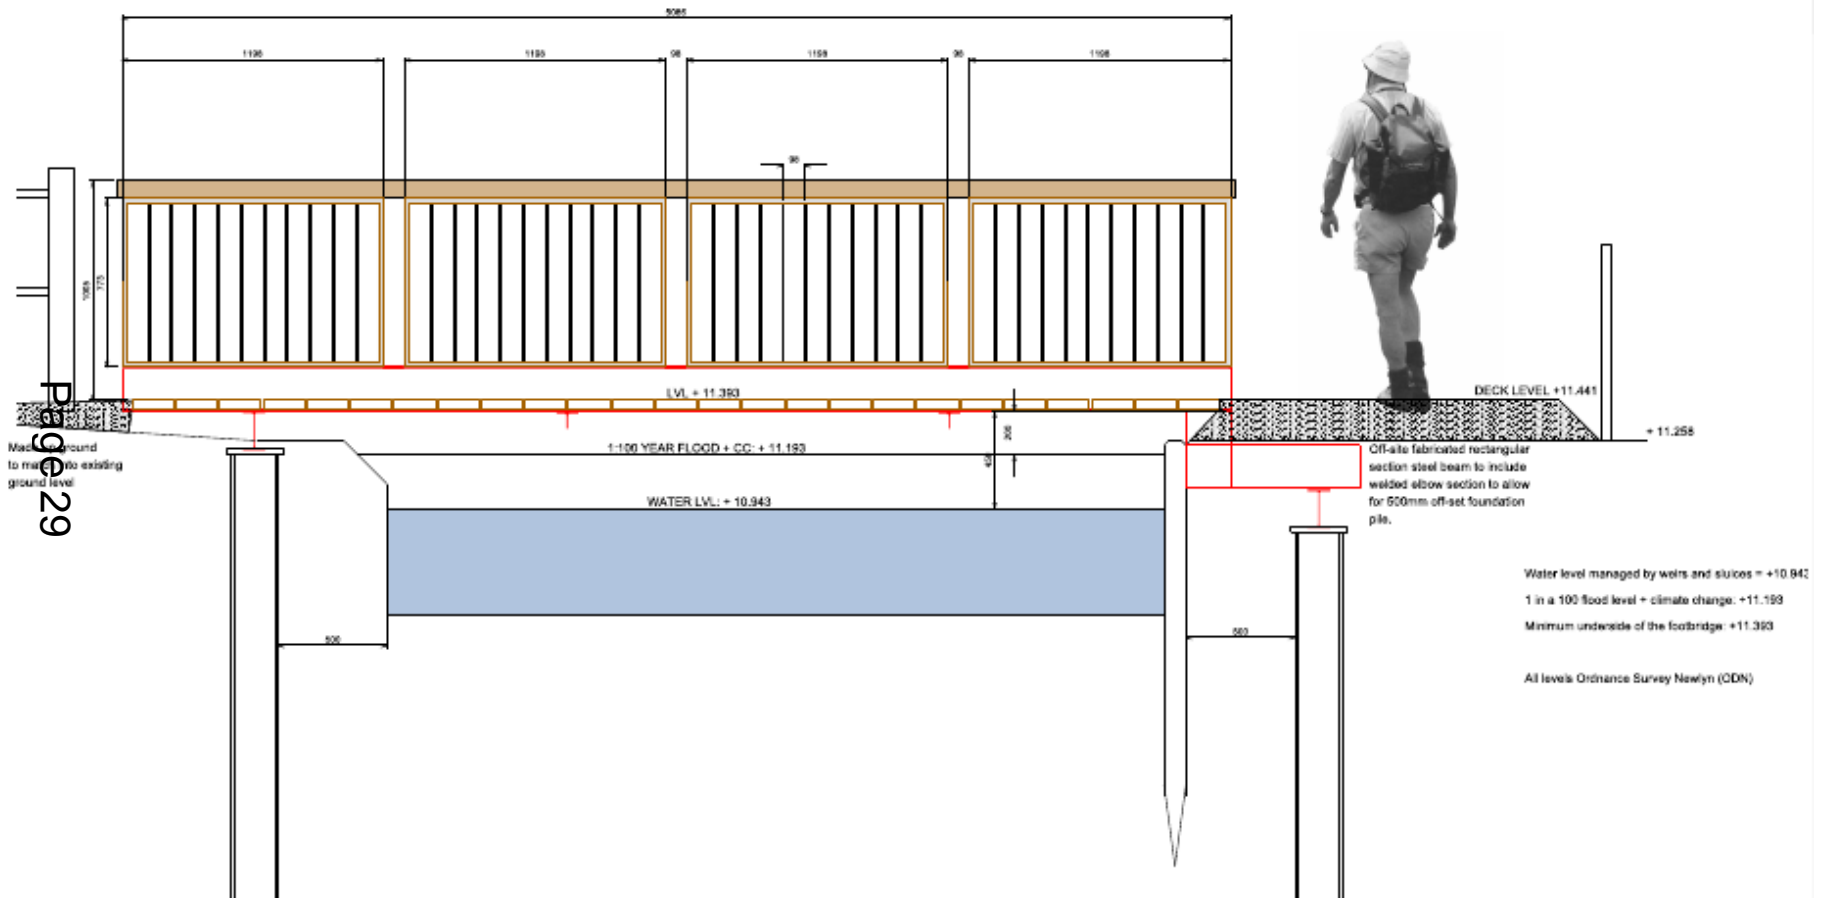 5085
1198
1198
98
1198
98
1198
98
1008
775
LVL + 11.393
DECK LEVEL +11.441
+ 11.258
200
450
1:100 YEAR FLOOD + CC: + 11.193
WATER LVL: + 10.943
ground
to existing
ground level
Page 29
Off-site fabricated rectangular
section steel beam to include
welded elbow section to allow
for 500mm off-set foundation
pile.
500
500
Water level managed by weirs and sluices = +10.943
1 in a 100 flood level + climate change: +11.193
Minimum underside of the footbridge: +11.393
All levels Ordnance Survey Newlyn (ODN)